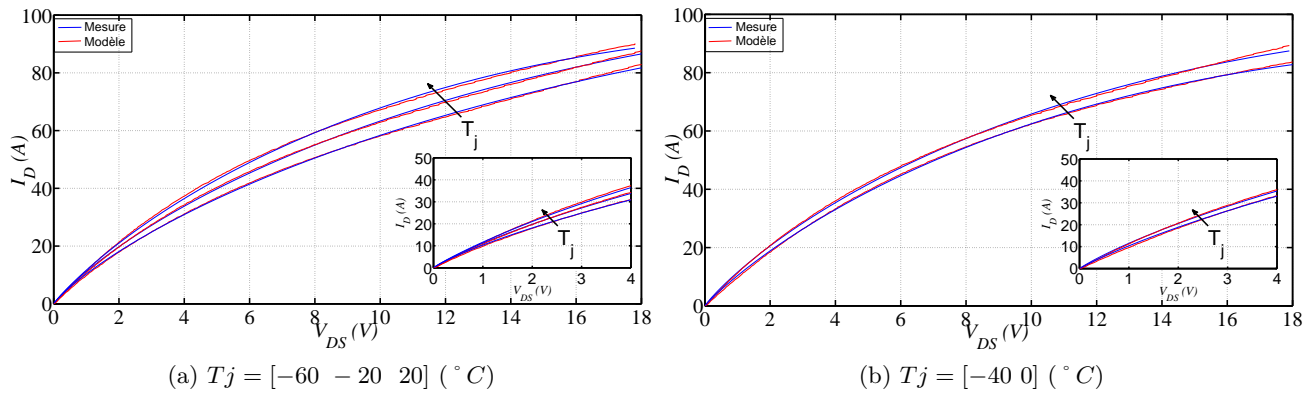 100
80
60
40
20
0
I_D (A)
Mesure
Modèle
T_j
50
40
30
20
10
0
I_D (A)
T_j
0 1 2 3 4
V_DS (V)
0 2 4 6 8 10 12 14 16 18
V_DS (V)
(a) Tj = [−60 −20 20] (°C)
100
80
60
40
20
0
I_D (A)
Mesure
Modèle
T_j
50
40
30
20
10
0
I_D (A)
T_j
0 1 2 3 4
V_DS (V)
0 2 4 6 8 10 12 14 16 18
V_DS (V)
(b) Tj = [−40 0] (°C)